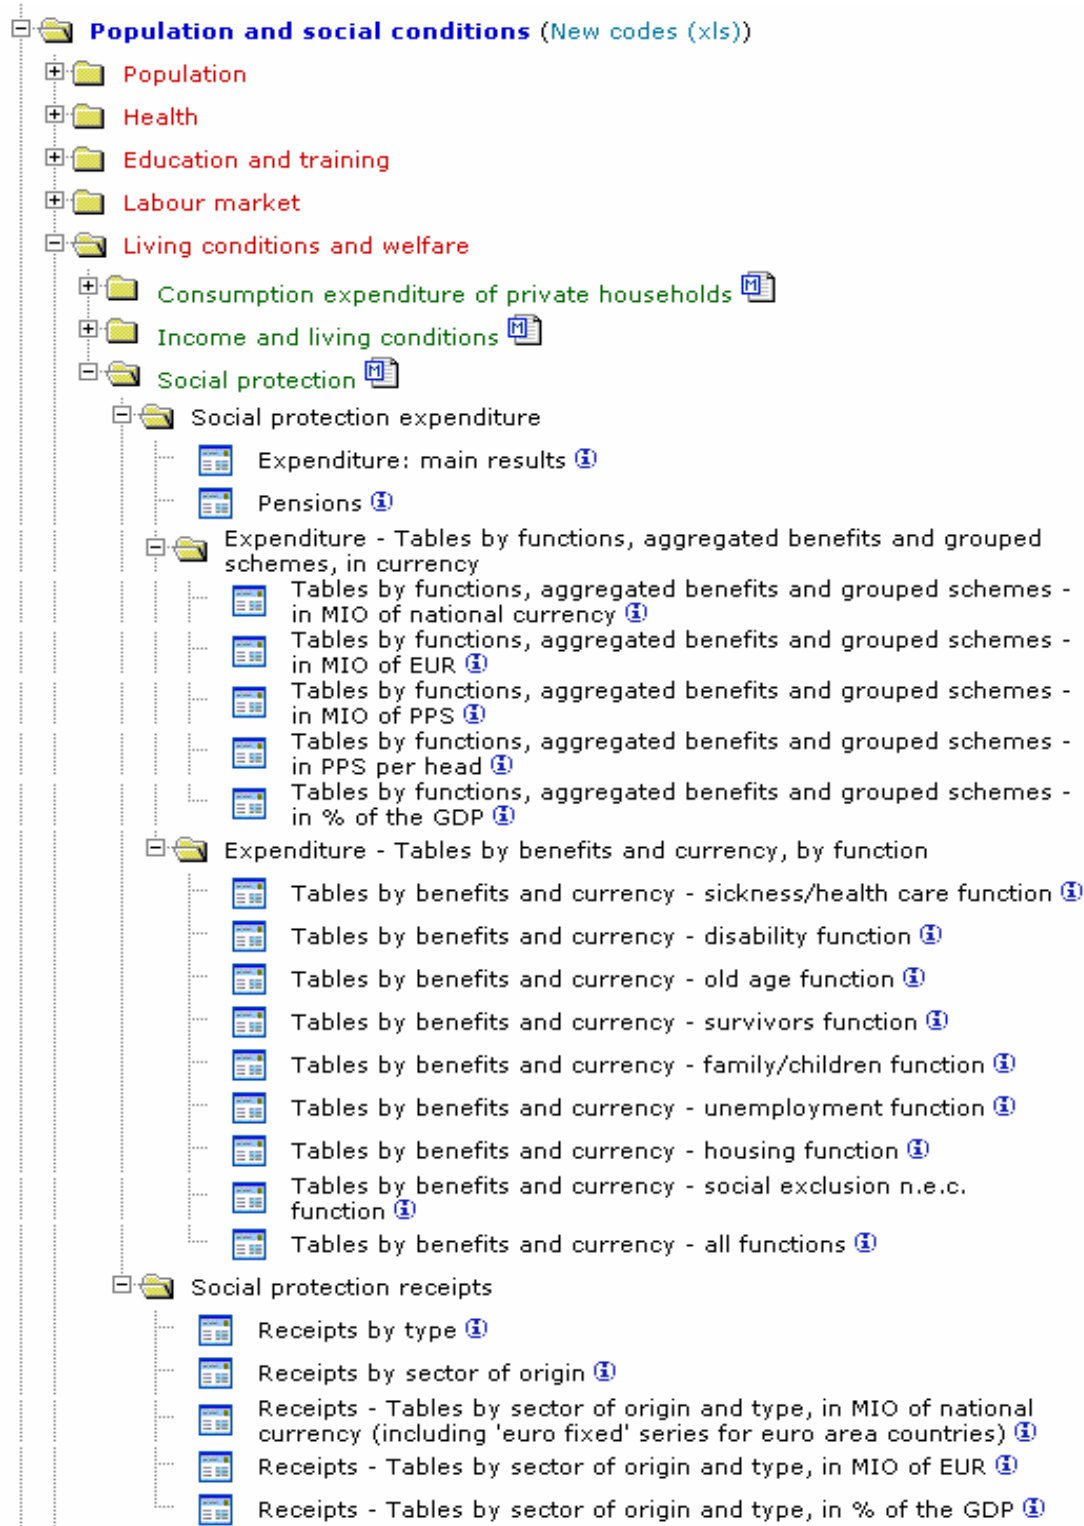 Population and social conditions (New codes (xls))
Population
Health
Education and training
Labour market
Living conditions and welfare
Consumption expenditure of private households M
Income and living conditions M
Social protection M
Social protection expenditure
Expenditure: main results i
Pensions i
Expenditure - Tables by functions, aggregated benefits and grouped
schemes, in currency
Tables by functions, aggregated benefits and grouped schemes -
in MIO of national currency i
Tables by functions, aggregated benefits and grouped schemes -
in MIO of EUR i
Tables by functions, aggregated benefits and grouped schemes -
in MIO of PPS i
Tables by functions, aggregated benefits and grouped schemes -
in PPS per head i
Tables by functions, aggregated benefits and grouped schemes -
in % of the GDP i
Expenditure - Tables by benefits and currency, by function
Tables by benefits and currency - sickness/health care function i
Tables by benefits and currency - disability function i
Tables by benefits and currency - old age function i
Tables by benefits and currency - survivors function i
Tables by benefits and currency - family/children function i
Tables by benefits and currency - unemployment function i
Tables by benefits and currency - housing function i
Tables by benefits and currency - social exclusion n.e.c.
function i
Tables by benefits and currency - all functions i
Social protection receipts
Receipts by type i
Receipts by sector of origin i
Receipts - Tables by sector of origin and type, in MIO of national
currency (including 'euro fixed' series for euro area countries) i
Receipts - Tables by sector of origin and type, in MIO of EUR i
Receipts - Tables by sector of origin and type, in % of the GDP i